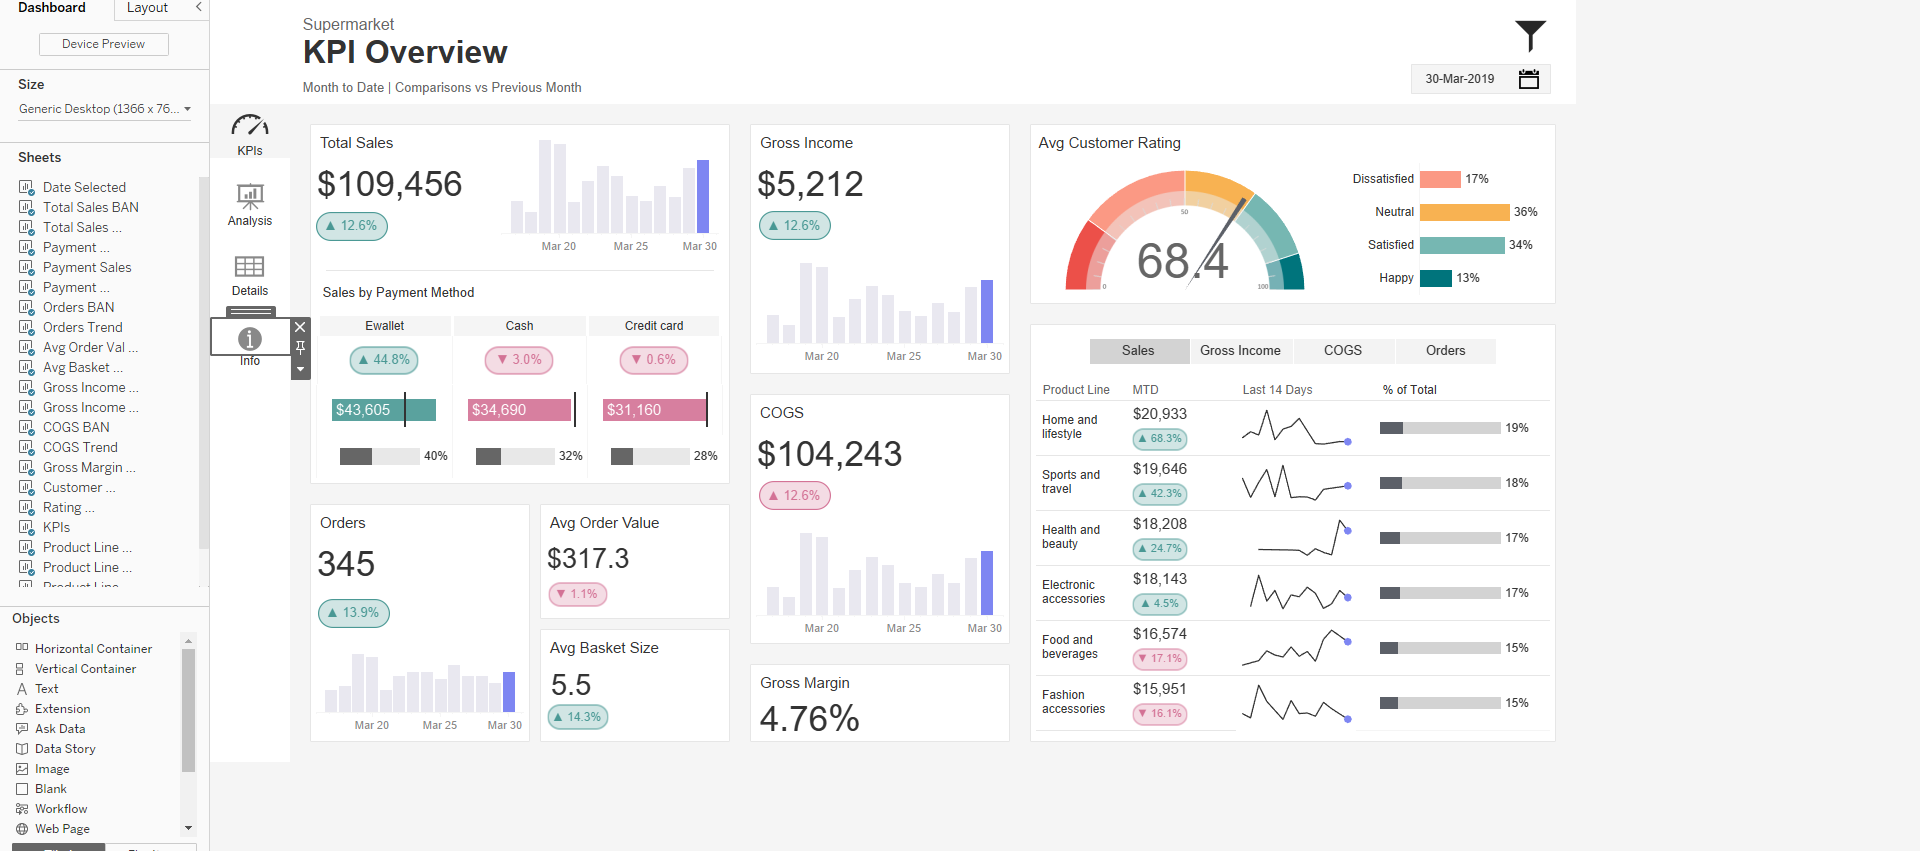 Dashboard
Layout
Device Preview
Size
Generic Desktop (1366 x 76...
Sheets
Date Selected
Total Sales BAN
Total Sales ...
Payment ...
Payment Sales
Payment ...
Orders BAN
Orders Trend
Avg Order Val ...
Avg Basket ...
Gross Income ...
Gross Income ...
COGS BAN
COGS Trend
Gross Margin ...
Customer ...
Rating ...
KPIs
Product Line ...
Product Line ...
Objects
Horizontal Container
Vertical Container
Text
Extension
Ask Data
Data Story
Image
Blank
Workflow
Web Page
Supermarket
KPI Overview
Month to Date | Comparisons vs Previous Month
30-Mar-2019
KPIs
Analysis
Details
Info
Total Sales
$109,456
▲ 12.6%
Mar 20 Mar 25 Mar 30
Sales by Payment Method
Ewallet Cash Credit card
▲ 44.8% ▼ 3.0% ▼ 0.6%
$43,605 $34,690 $31,160
40% 32% 28%
Orders
345
▲ 13.9%
Mar 20 Mar 25 Mar 30
Avg Order Value
$317.3
▼ 1.1%
Avg Basket Size
5.5
▲ 14.3%
Gross Income
$5,212
▲ 12.6%
Mar 20 Mar 25 Mar 30
COGS
$104,243
▲ 12.6%
Mar 20 Mar 25 Mar 30
Gross Margin
4.76%
Avg Customer Rating
50
68.4
0 100
Dissatisfied 17%
Neutral 36%
Satisfied 34%
Happy 13%
Sales Gross Income COGS Orders
Product Line MTD Last 14 Days % of Total
Home and
lifestyle
$20,933
▲ 68.3%
19%
Sports and
travel
$19,646
▲ 42.3%
18%
Health and
beauty
$18,208
▲ 24.7%
17%
Electronic
accessories
$18,143
▲ 4.5%
17%
Food and
beverages
$16,574
▼ 17.1%
15%
Fashion
accessories
$15,951
▼ 16.1%
15%